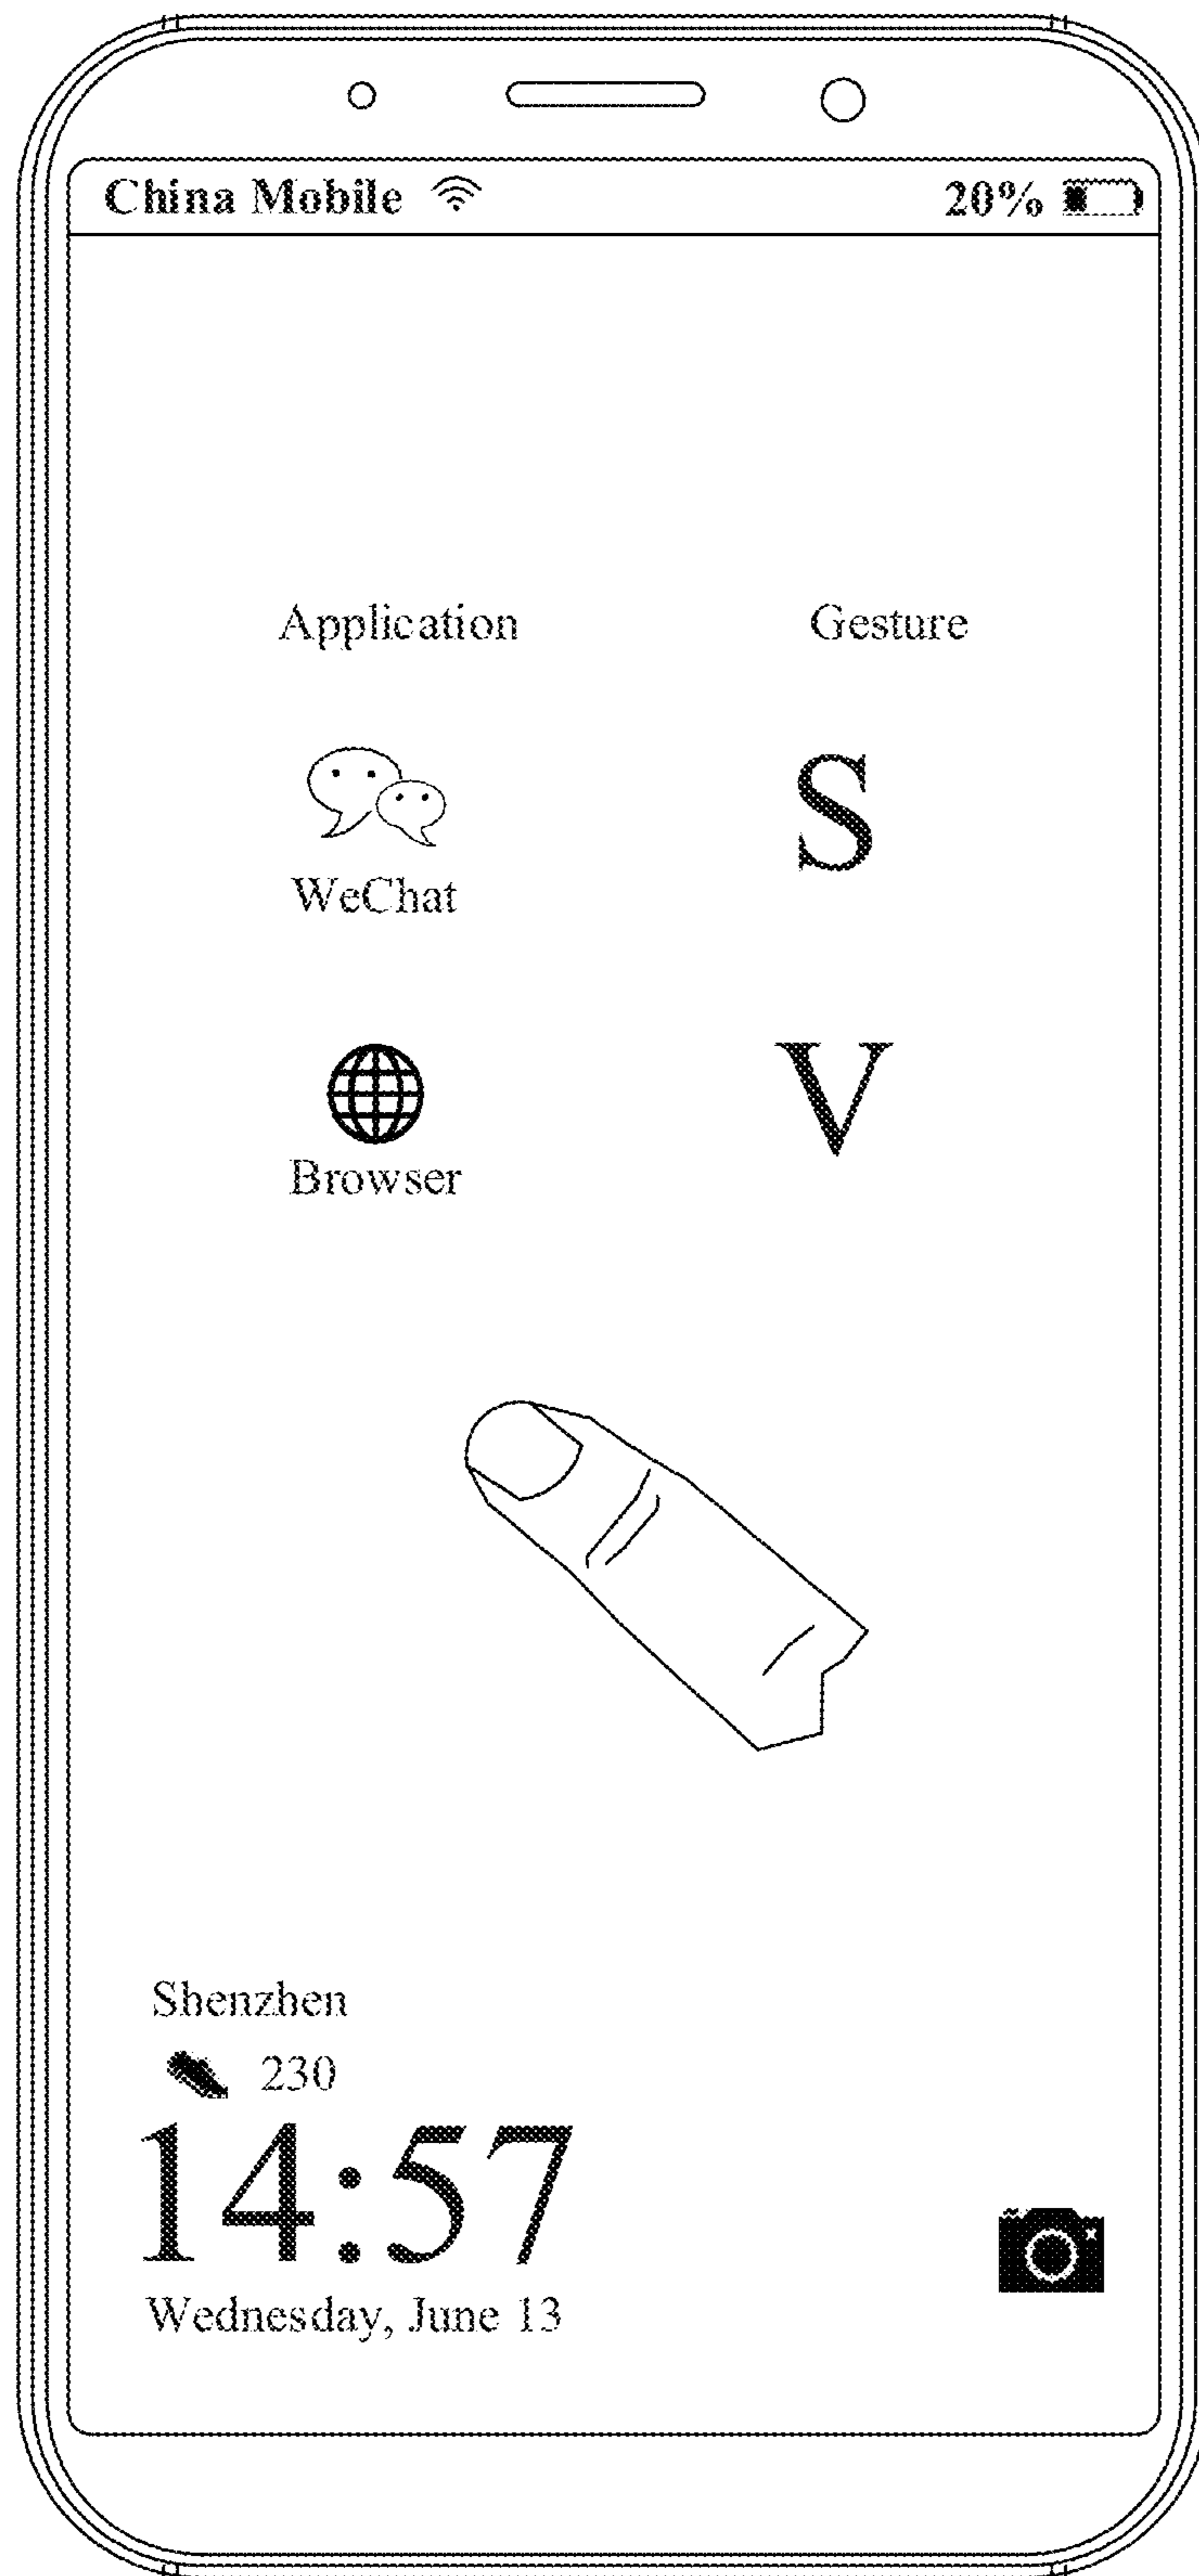 China Mobile 20%
Application Gesture
S
WeChat
V
Browser
Shenzhen
230
14:57
Wednesday, June 13